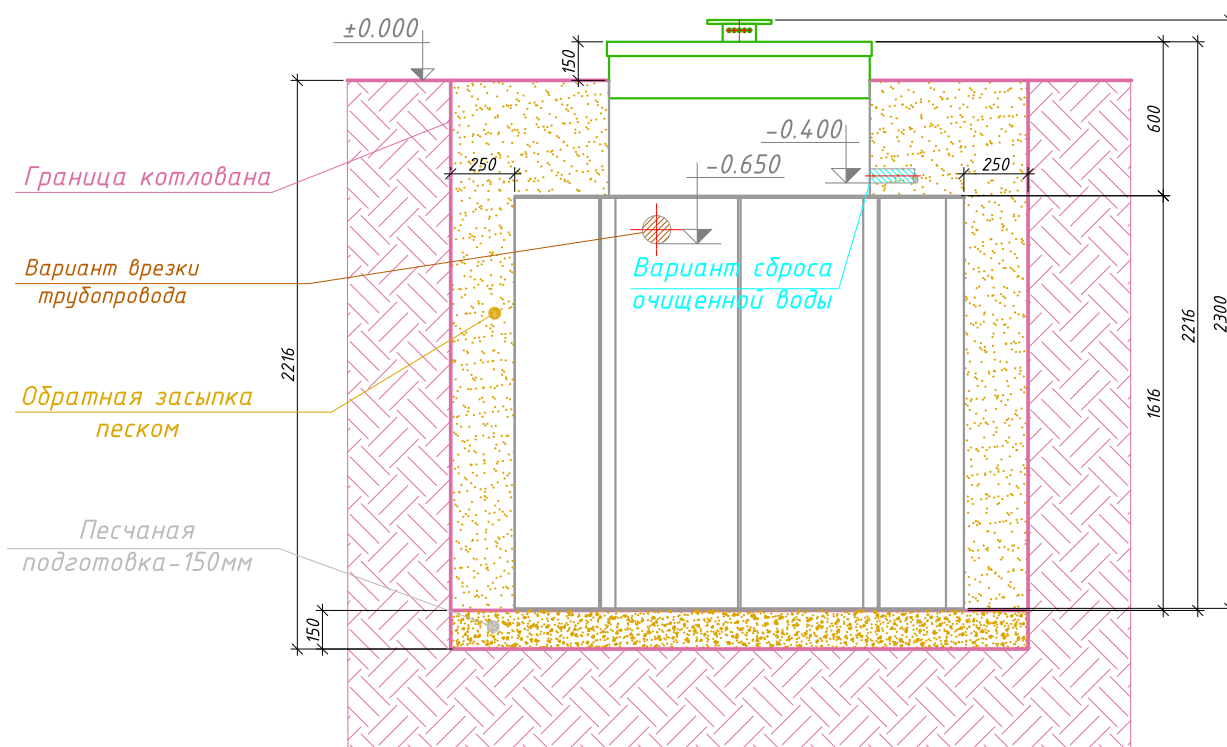 ±0.000
150
-0.400
600
Граница котлована
250
-0.650
250
Вариант врезки
трубопровода
Вариант сброса
очищенной воды
2216
2216
2300
Обратная засыпка
песком
1616
Песчаная
подготовка-150мм
150